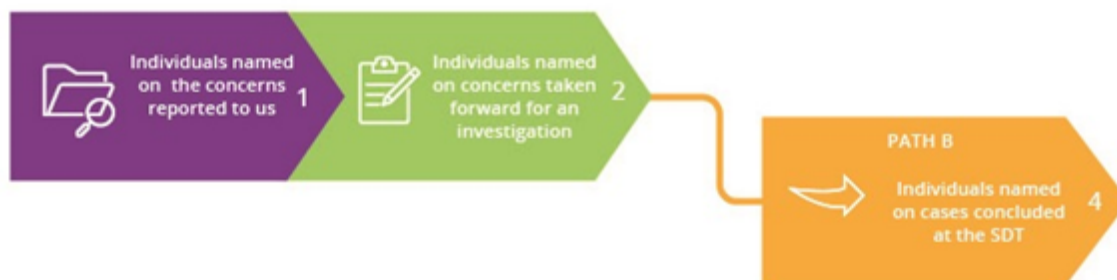 Individuals named
on the concerns
reported to us
1
Individuals named
on concerns taken
forward for an
investigation
2
PATH B
Individuals named
on cases concluded
at the SDT
4